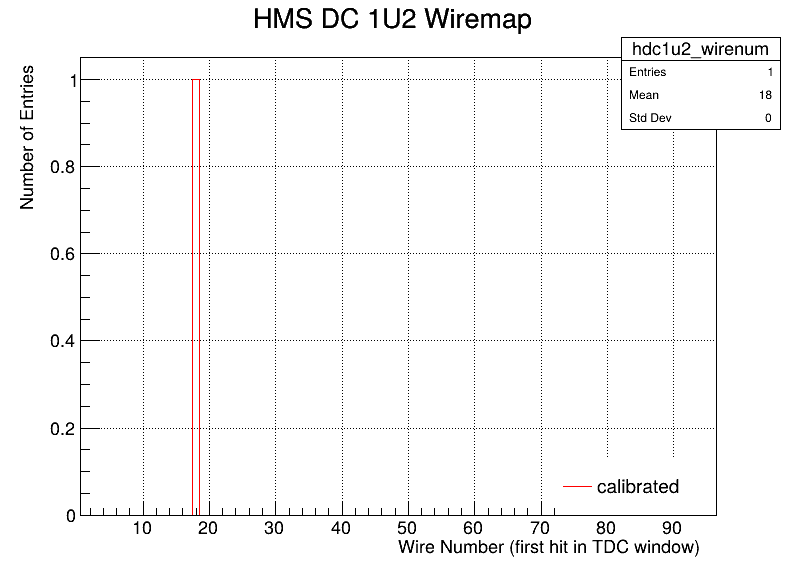 HMS DC 1U2 Wiremap
hdc1u2_wirenum
Entries 1
Mean 18
Std Dev 0
Number of Entries
1
0.8
0.6
0.4
0.2
0
calibrated
10 20 30 40 50 60 70 80 90
Wire Number (first hit in TDC window)